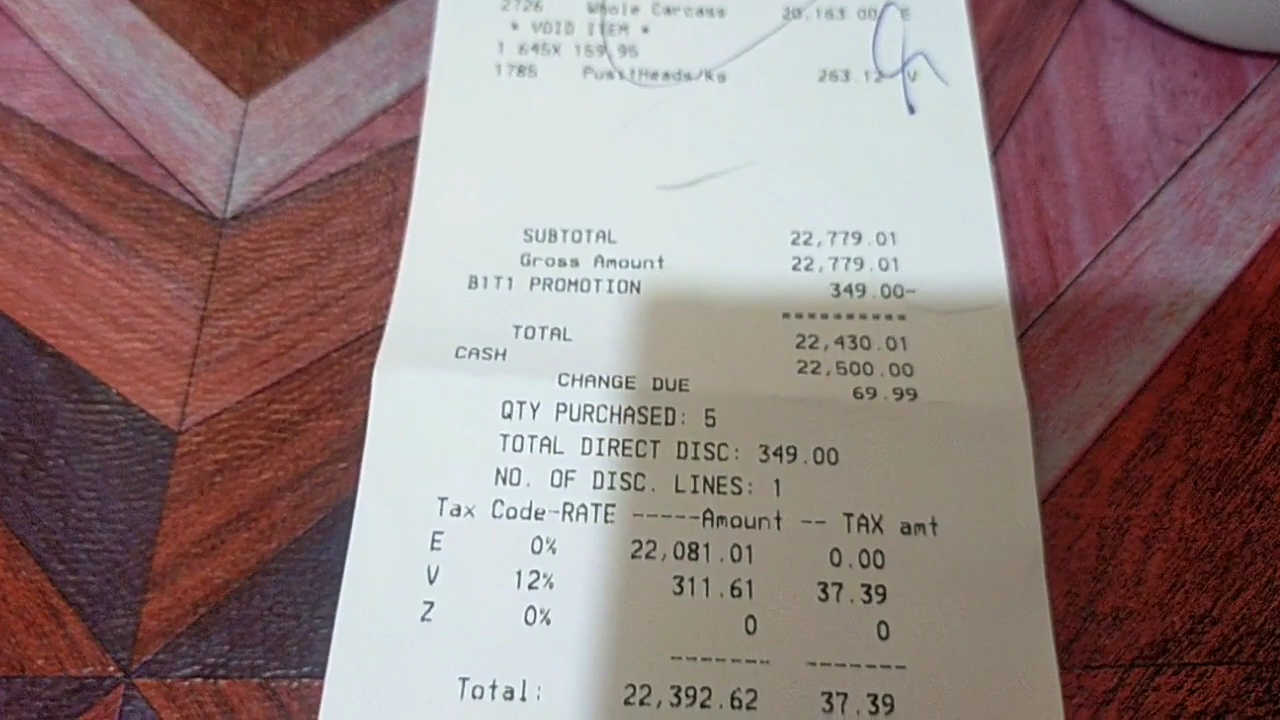 2726 Whole Carcass 20,163.00 E
* VOID ITEM *
1.645X 159.95
1785 /ks 263.12 V
SUBTOTAL 22,779.01
Gross Amount 22,779.01
B1T1 PROMOTION 349.00-
TOTAL 22,430.01
CASH 22,500.00
CHANGE DUE 69.99
QTY PURCHASED: 5
TOTAL DIRECT DISC: 349.00
NO. OF DISC. LINES: 1
Tax Code-RATE -----Amount -- TAX amt
E 0% 22,081.01 0.00
V 12% 311.61 37.39
Z 0% 0 0
------- -------
Total: 22,392.62 37.39